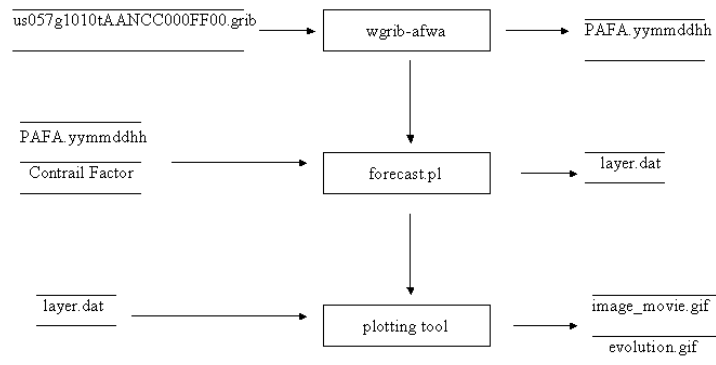 us057g1010tAANCC000FF00.grib
wgrib-afwa
PAFA.yymmddhh
PAFA.yymmddhh
Contrail Factor
forecast.pl
layer.dat
layer.dat
plotting tool
image_movie.gif
evolution.gif